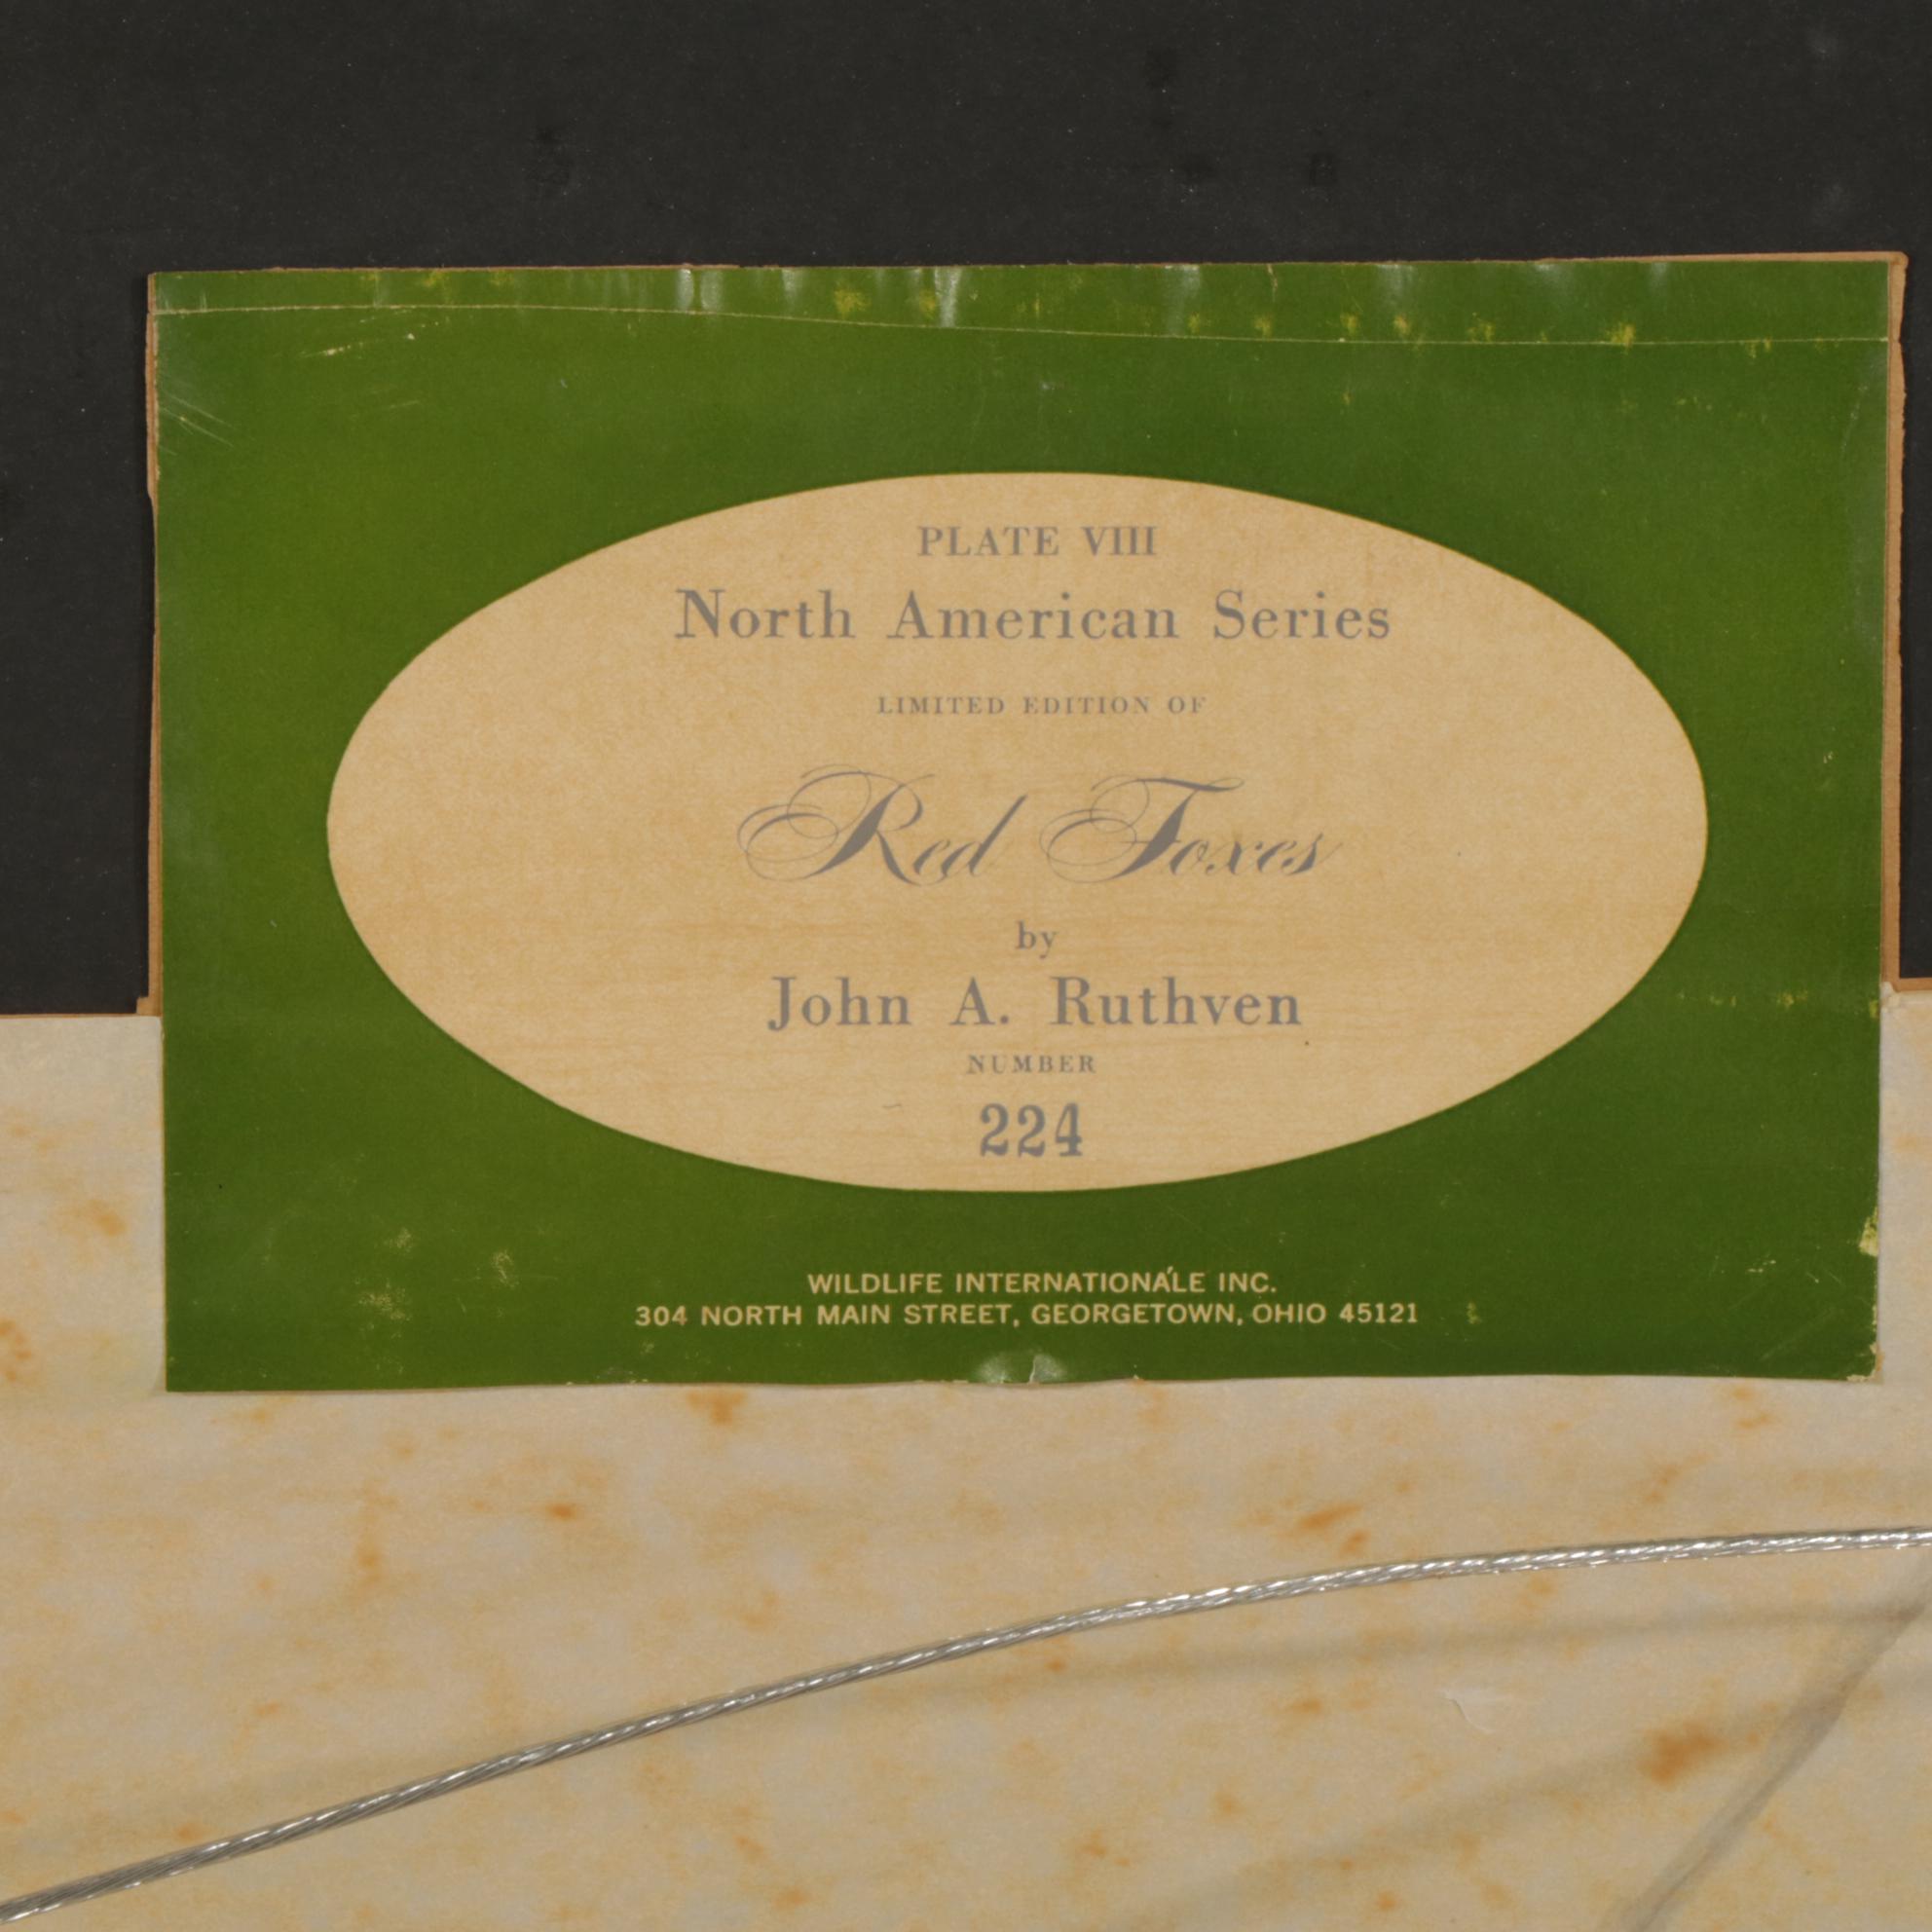 PLATE VIII
North American Series
LIMITED EDITION OF
Red Foxes
by
John A. Ruthven
NUMBER
224
WILDLIFE INTERNATIONALÉ INC.
304 NORTH MAIN STREET, GEORGETOWN, OHIO 45121